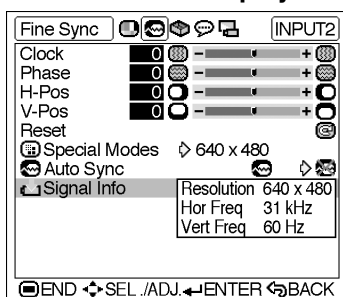 Fine Sync INPUT2
Clock 0 - +
Phase 0 - +
H-Pos 0 - +
V-Pos 0 - +
Reset
Special Modes 640 x 480
Auto Sync
Signal Info Resolution 640 x 480
Hor Freq 31 kHz
Vert Freq 60 Hz
END SEL./ADJ. ENTER BACK